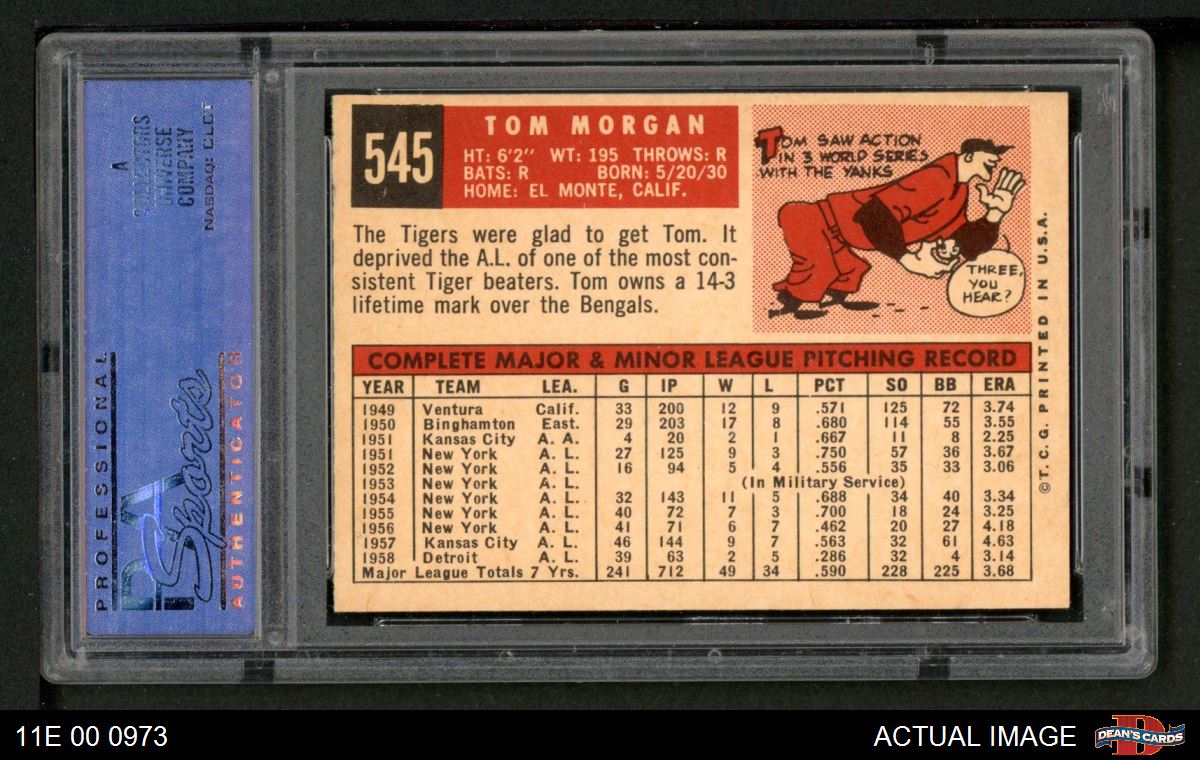 A
COLLECTORS
UNIVERSE
COMPANY
NASDAQ: CLCT
PROFESSIONAL
PSA
Sports
AUTHENTICATOR
545
TOM MORGAN
HT: 6'2" WT: 195 THROWS: R
BATS: R BORN: 5/20/30
HOME: EL MONTE, CALIF.
TOM SAW ACTION
IN 3 WORLD SERIES
WITH THE YANKS
THREE,
YOU
HEAR?
The Tigers were glad to get Tom. It
deprived the A.L. of one of the most con-
sistent Tiger beaters. Tom owns a 14-3
lifetime mark over the Bengals.
COMPLETE MAJOR & MINOR LEAGUE PITCHING RECORD
YEAR TEAM LEA. G IP W L PCT SO BB ERA
1949 Ventura Calif. 33 200 12 9 .571 125 72 3.74
1950 Binghamton East. 29 203 17 8 .680 114 55 3.55
1951 Kansas City A. A. 4 20 2 1 .667 11 8 2.25
1951 New York A. L. 27 125 9 3 .750 57 36 3.67
1952 New York A. L. 16 94 5 4 .556 35 33 3.06
1953 New York A. L. (In Military Service)
1954 New York A. L. 32 143 11 5 .688 34 40 3.34
1955 New York A. L. 40 72 7 3 .700 18 24 3.25
1956 New York A. L. 41 71 6 7 .462 20 27 4.18
1957 Kansas City A. L. 46 144 9 7 .563 32 61 4.63
1958 Detroit A. L. 39 63 2 5 .286 32 4 3.14
Major League Totals 7 Yrs. 241 712 49 34 .590 228 225 3.68
©T. C. G. PRINTED IN U.S.A.
11E 00 0973
ACTUAL IMAGE
D
DEAN'S CARDS